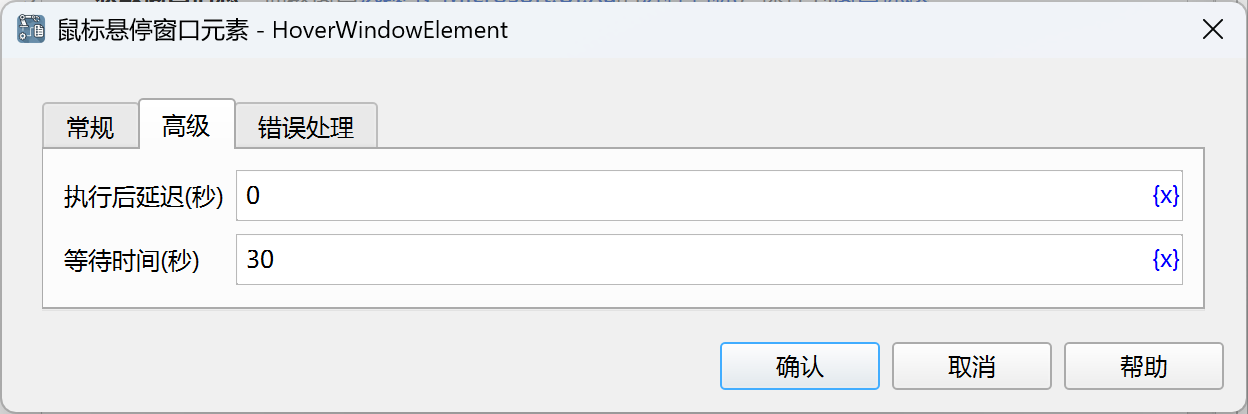 鼠标悬停窗口元素 - HoverWindowElement
常规 高级 错误处理
执行后延迟(秒) 0 {x}
等待时间(秒) 30 {x}
确认 取消 帮助